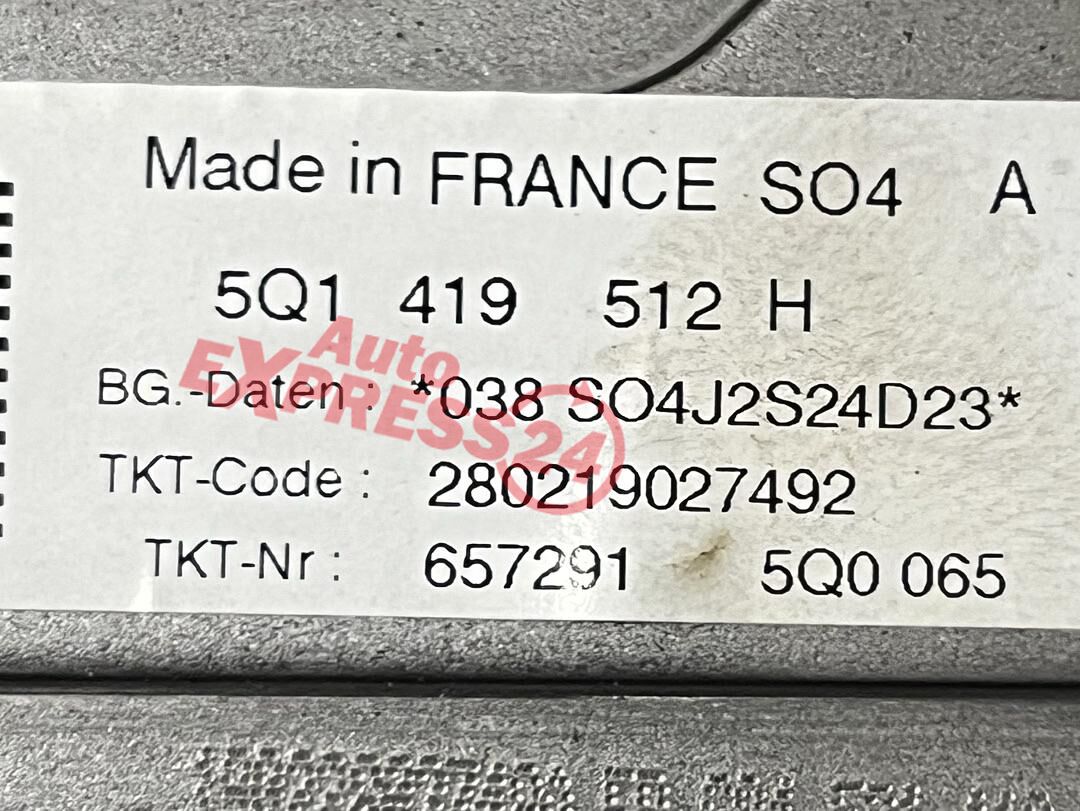 Made in FRANCE SO4 A
5Q1 419 512 H
BG.-Daten : *038 SO4J2S24D23*
TKT-Code : 280219027492
TKT-Nr : 657291 5Q0 065
Auto
EXPRESS24